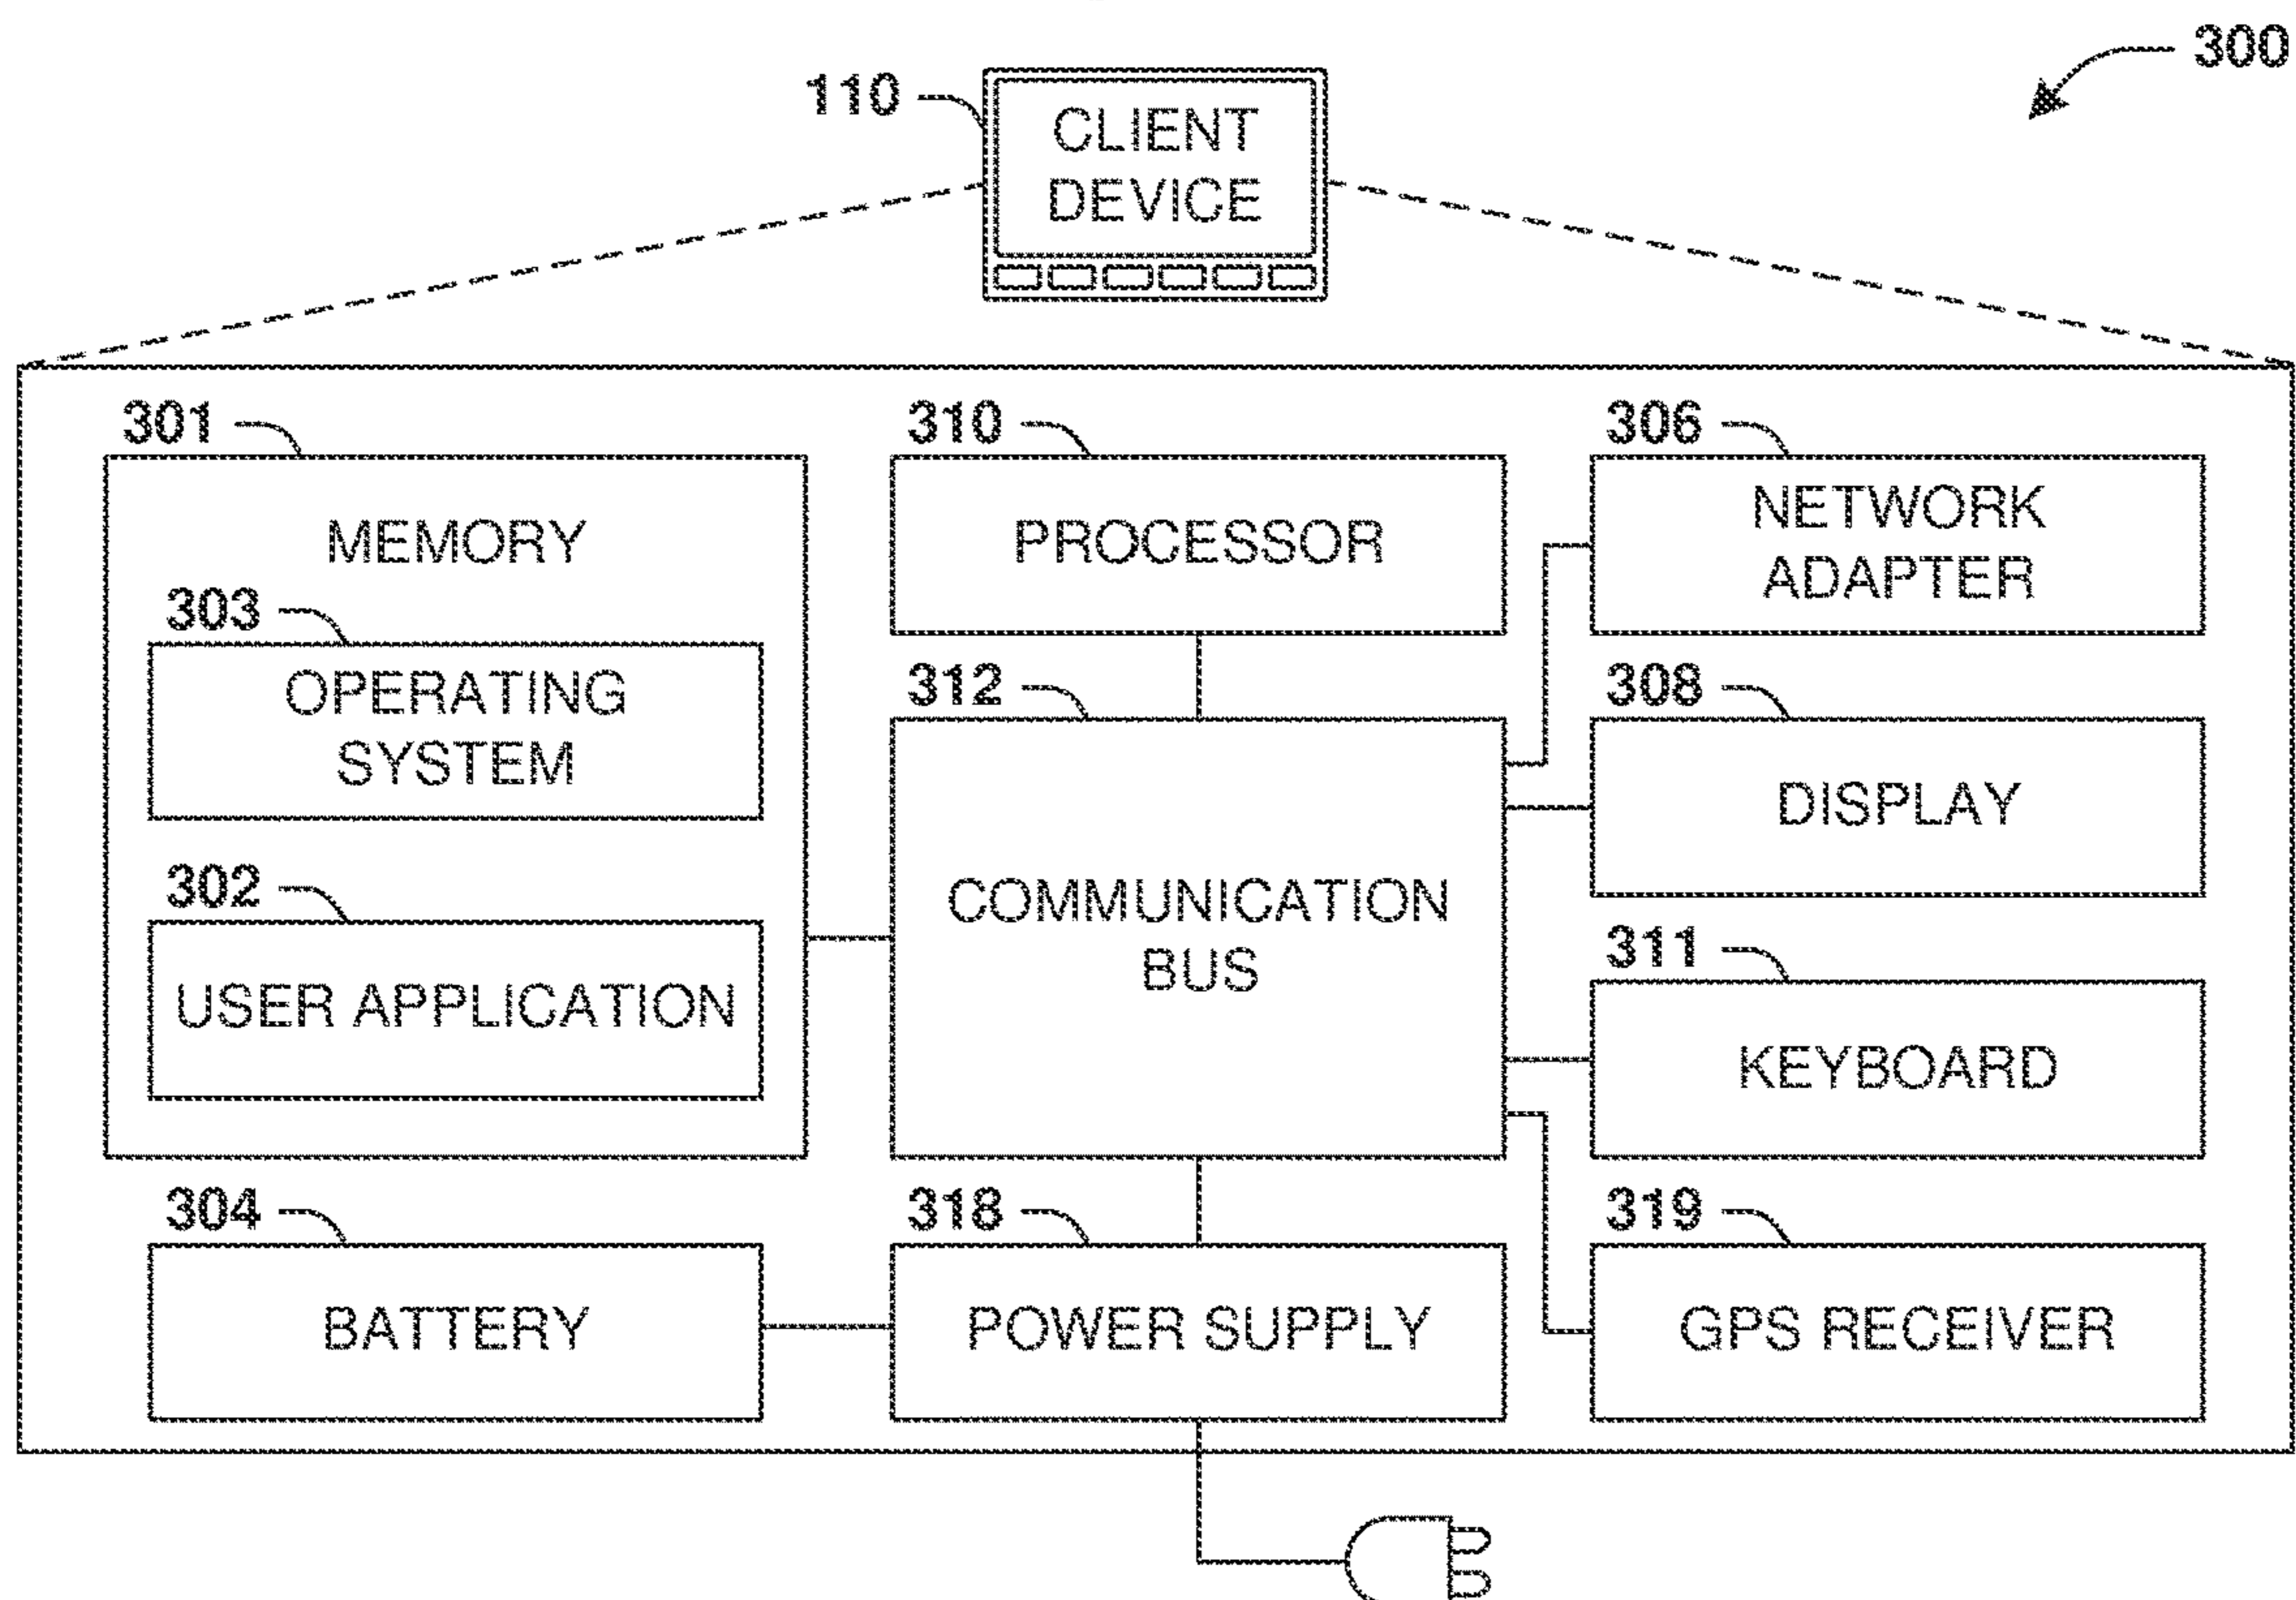 300
110
CLIENT
DEVICE
301
310
306
MEMORY
PROCESSOR
NETWORK
ADAPTER
303
312
308
OPERATING
SYSTEM
DISPLAY
302
COMMUNICATION
BUS
311
USER APPLICATION
KEYBOARD
304
318
319
BATTERY
POWER SUPPLY
GPS RECEIVER